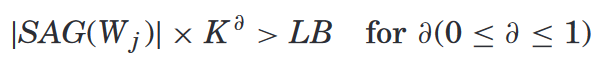 |SAG(W_j)| × K^∂ > LB for ∂(0 ≤ ∂ ≤ 1)